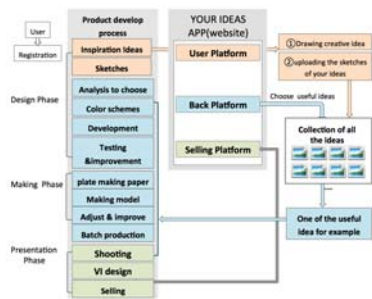 User
Registration
Design Phase
Making Phase
Presentation
Phase
Product develop
process
Inspiration Ideas
Sketches
Analysis to choose
Color schemes
Development
Testing
&improvement
plate making paper
Making model
Adjust & improve
Batch production
Shooting
VI design
Selling
YOUR IDEAS
APP(website)
User Platform
Back Platform
Selling Platform
①Drawing creative idea
②uploading the sketches
of your ideas
Choose useful ideas
Collection of all
the ideas
One of the useful
idea for example